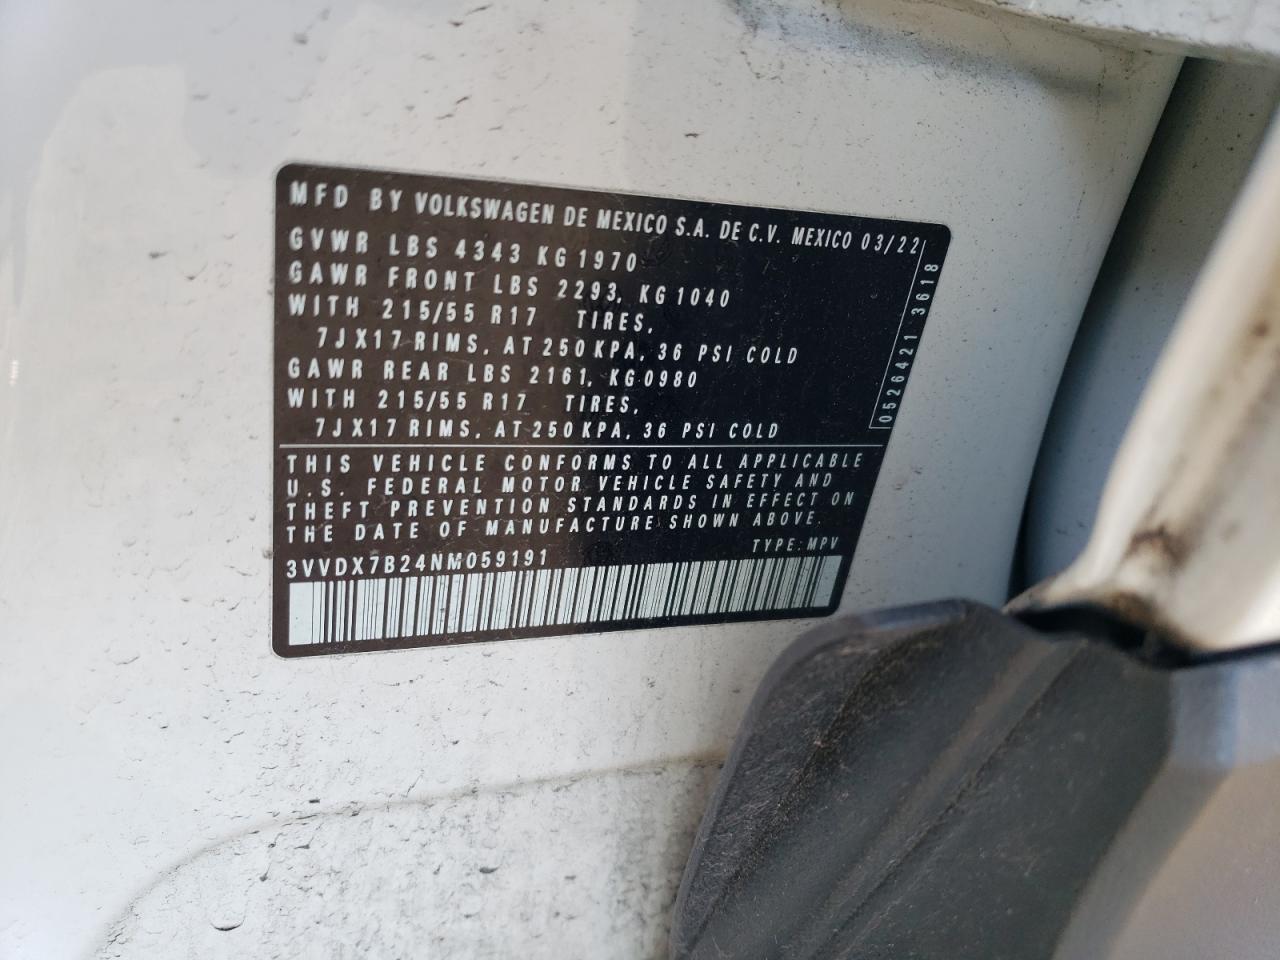 MFD BY VOLKSWAGEN DE MEXICO S.A. DE C.V. MEXICO 03/22
GVWR LBS 4343 KG 1970
GAWR FRONT LBS 2293, KG 1040
WITH 215/55 R17 TIRES,
7JX17 RIMS, AT 250 KPA, 36 PSI COLD
GAWR REAR LBS 2161, KG 0980
WITH 215/55 R17 TIRES,
7JX17 RIMS, AT 250 KPA, 36 PSI COLD
0526421 3618
THIS VEHICLE CONFORMS TO ALL APPLICABLE
U.S. FEDERAL MOTOR VEHICLE SAFETY AND
THEFT PREVENTION STANDARDS IN EFFECT ON
THE DATE OF MANUFACTURE SHOWN ABOVE.
TYPE: MPV
3VVDX7B24NM059191